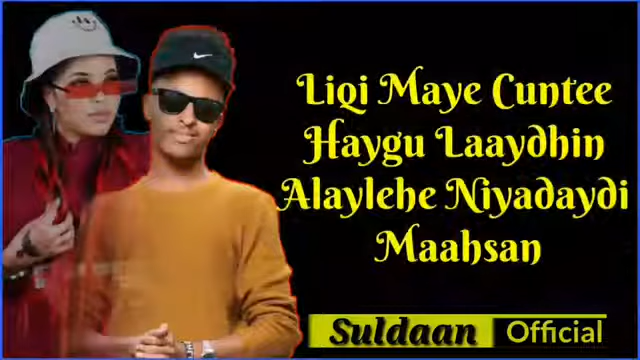 Liqi Maye Cuntee
Haygu Laaydhin
Alaylehe Niyadaydi
Maahsan
Suldaan Official